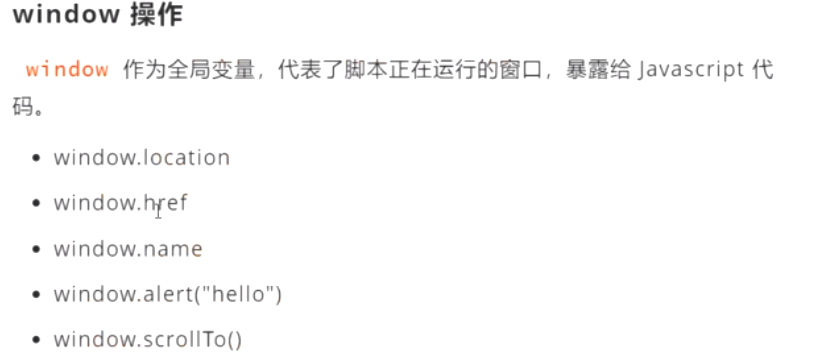 window 操作
window 作为全局变量，代表了脚本正在运行的窗口，暴露给 Javascript 代
码。
• window.location
• window.href
• window.name
• window.alert("hello")
• window.scrollTo()